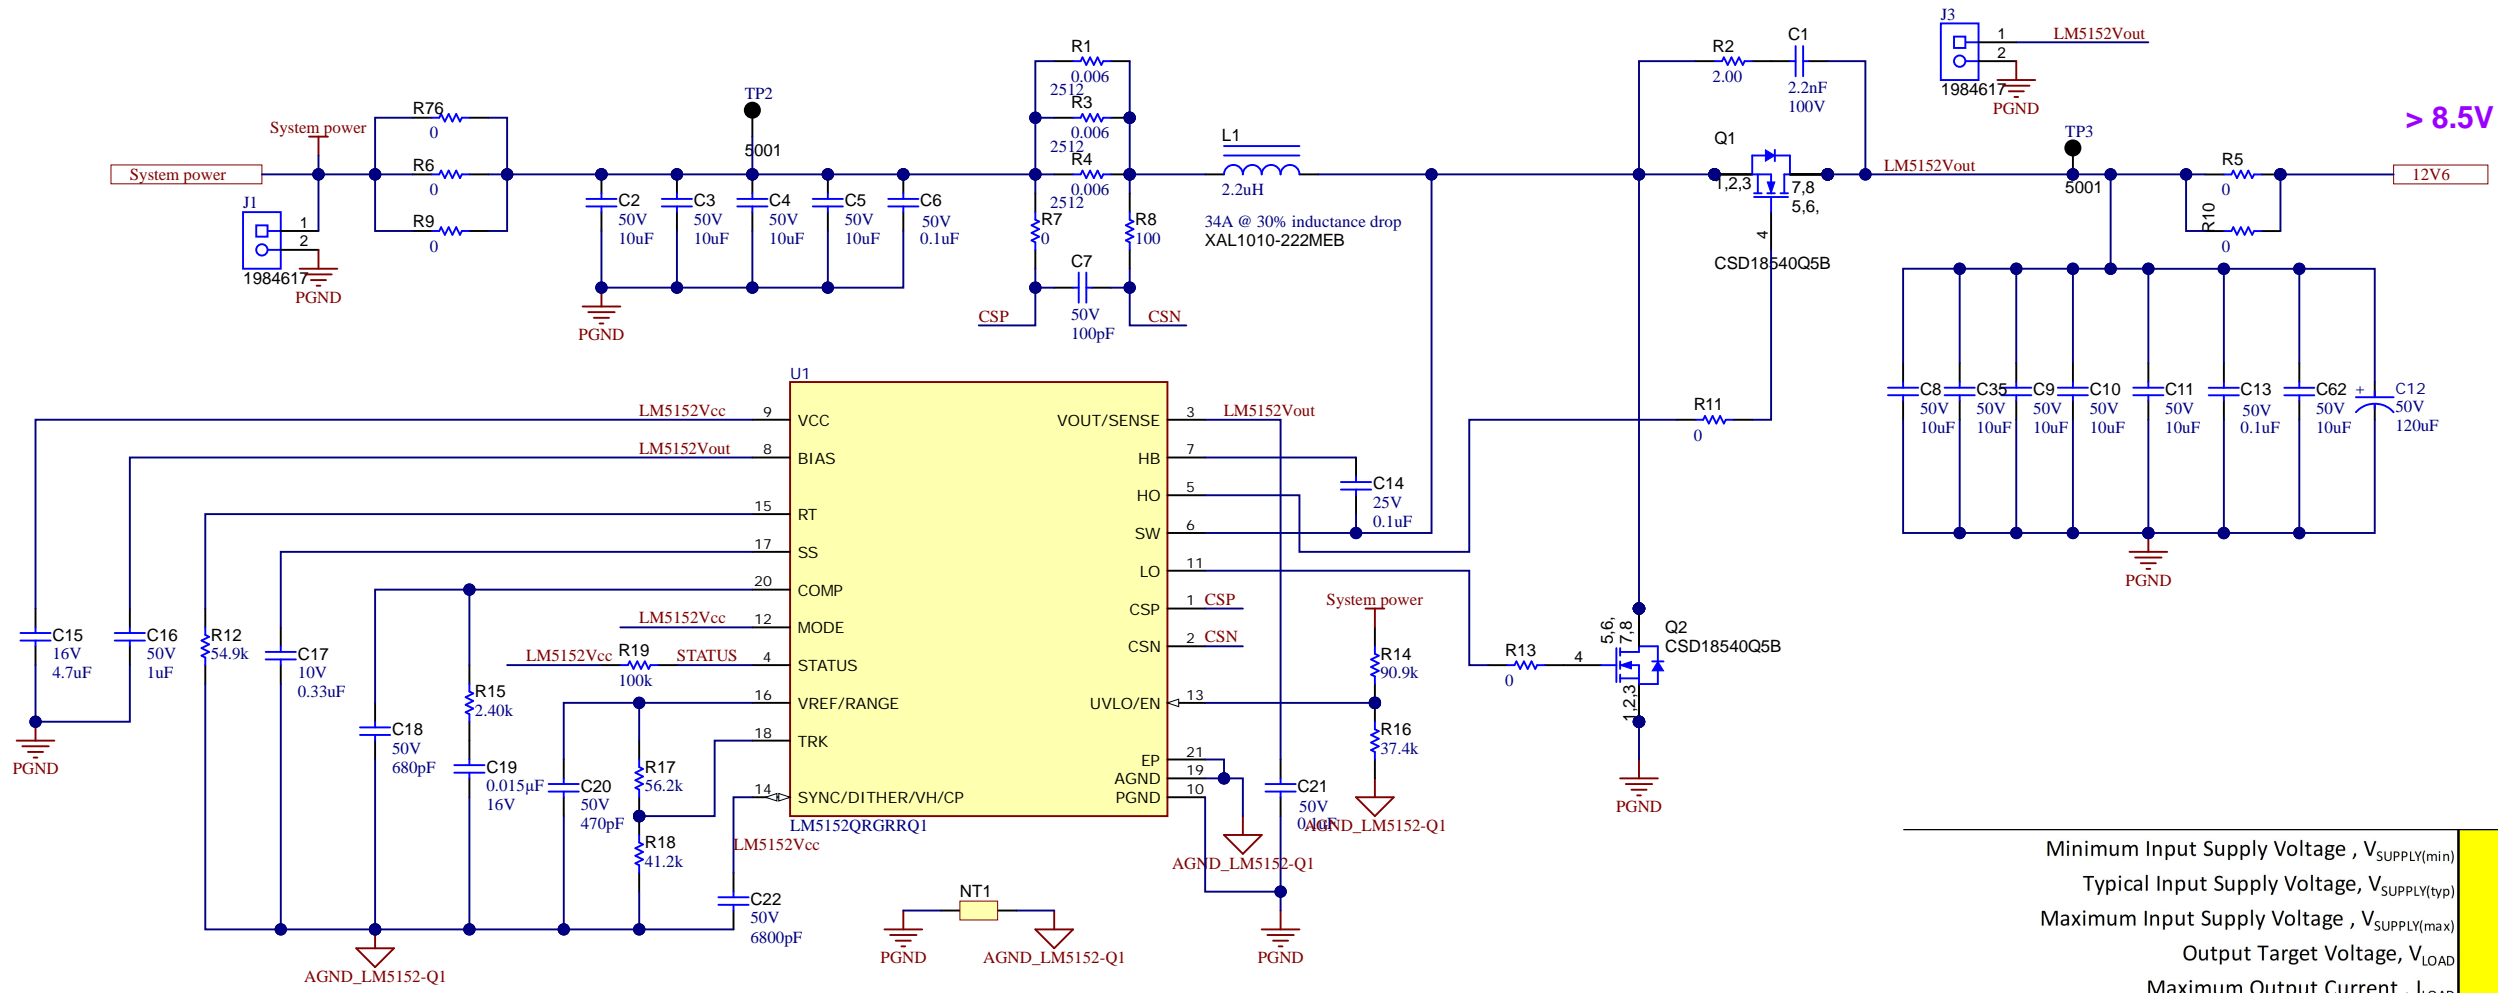 J3
1
LM5152Vout
2
1984617
PGND
> 8.5V
R1
0.006
2512
R3
0.006
2512
R4
0.006
2512
R2
2.00
C1
2.2nF
100V
TP2
5001
R76
0
System power
System power
R6
0
R9
0
J1
1
2
1984617
PGND
C2
50V
10uF
C3
50V
10uF
C4
50V
10uF
C5
50V
10uF
C6
50V
0.1uF
PGND
R7
0
R8
100
C7
50V
100pF
CSP
CSN
L1
2.2uH
34A @ 30% inductance drop
XAL1010-222MEB
Q1
1,2,3
7,8
5,6,
4
CSD18540Q5B
LM5152Vout
TP3
5001
R5
0
R10
0
12V6
C8
50V
10uF
C35
50V
10uF
C9
50V
10uF
C10
50V
10uF
C11
50V
10uF
C13
50V
0.1uF
C62
50V
10uF
+
C12
50V
120uF
PGND
R11
0
U1
LM5152Vcc
9
VCC
LM5152Vout
8
BIAS
15
RT
17
SS
20
COMP
LM5152Vcc
12
MODE
LM5152Vcc
R19
100k
STATUS
4
STATUS
16
VREF/RANGE
18
TRK
14
SYNC/DITHER/VH/CP
LM5152QRGRRQ1
VOUT/SENSE
3
LM5152Vout
HB
7
HO
5
SW
6
LO
11
CSP
1
CSP
CSN
2
CSN
UVLO/EN
13
EP
21
AGND
19
PGND
10
C14
25V
0.1uF
System power
R14
90.9k
R16
37.4k
AGND_LM5152-Q1
C21
50V
0.1uF
AGND_LM5152-Q1
PGND
R13
0
4
5,6,
7,8
1,2,3
Q2
CSD18540Q5B
PGND
C15
16V
4.7uF
C16
50V
1uF
PGND
R12
54.9k
C17
10V
0.33uF
C18
50V
680pF
R15
2.40k
C19
0.015µF
16V
C20
50V
470pF
R17
56.2k
R18
41.2k
LM5152Vcc
C22
50V
6800pF
AGND_LM5152-Q1
NT1
PGND
AGND_LM5152-Q1
Minimum Input Supply Voltage , VSUPPLY(min)
Typical Input Supply Voltage, VSUPPLY(typ)
Maximum Input Supply Voltage , VSUPPLY(max)
Output Target Voltage, VLOAD
Maximum Output Current , ILOAD